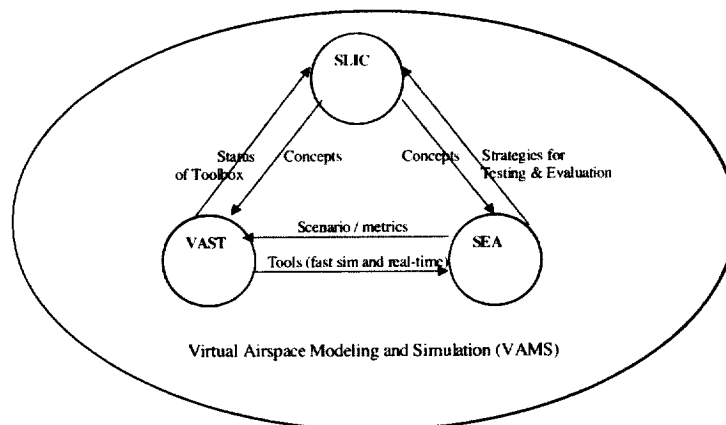 SLIC
Status
of Toolbox
Concepts
Concepts
Strategies for
Testing & Evaluation
VAST
Scenario / metrics
SEA
Tools (fast sim and real-time)
Virtual Airspace Modeling and Simulation (VAMS)